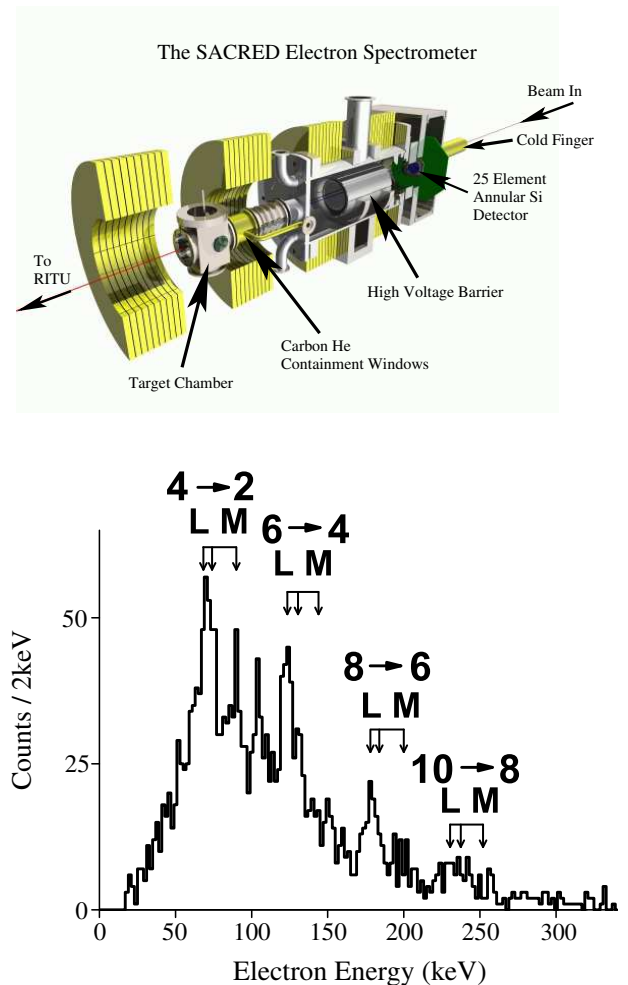 The SACRED Electron Spectrometer
Beam In
Cold Finger
25 Element
Annular Si
Detector
To
RITU
High Voltage Barrier
Carbon He
Containment Windows
Target Chamber
4 → 2
L M
6 → 4
L M
8 → 6
L M
10 → 8
L M
50
25
0
Counts / 2keV
0 50 100 150 200 250 300
Electron Energy (keV)